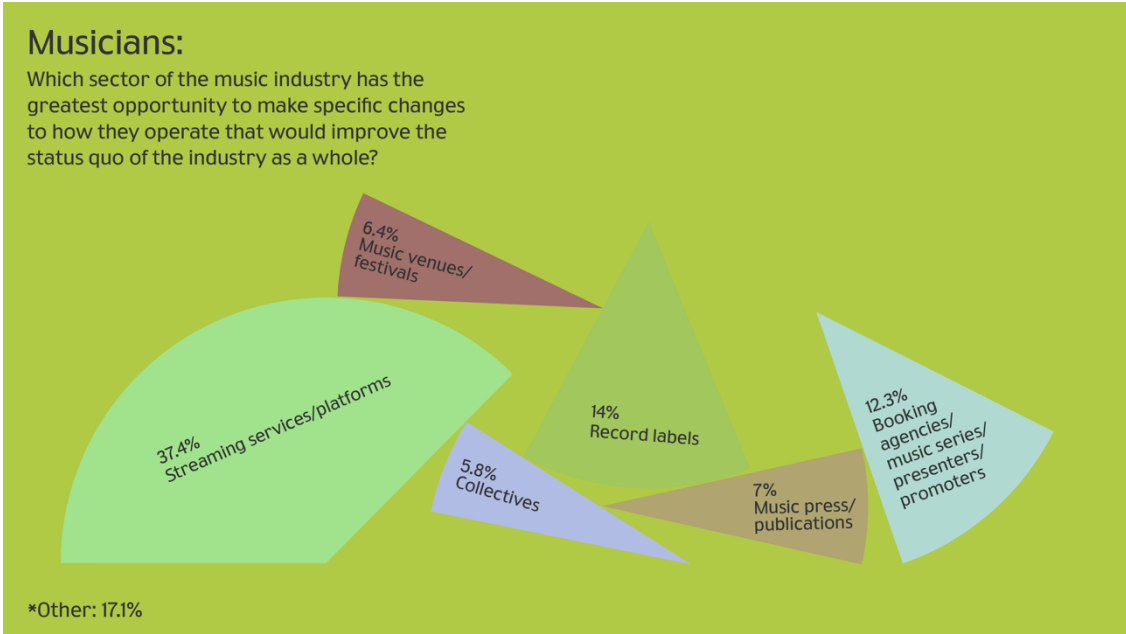 Musicians:
Which sector of the music industry has the
greatest opportunity to make specific changes
to how they operate that would improve the
status quo of the industry as a whole?
6.4%
Music venues/
festivals
37.4%
Streaming services/platforms
5.8%
Collectives
14%
Record labels
7%
Music press/
publications
12.3%
Booking
agencies/
music series/
presenters/
promoters
*Other: 17.1%